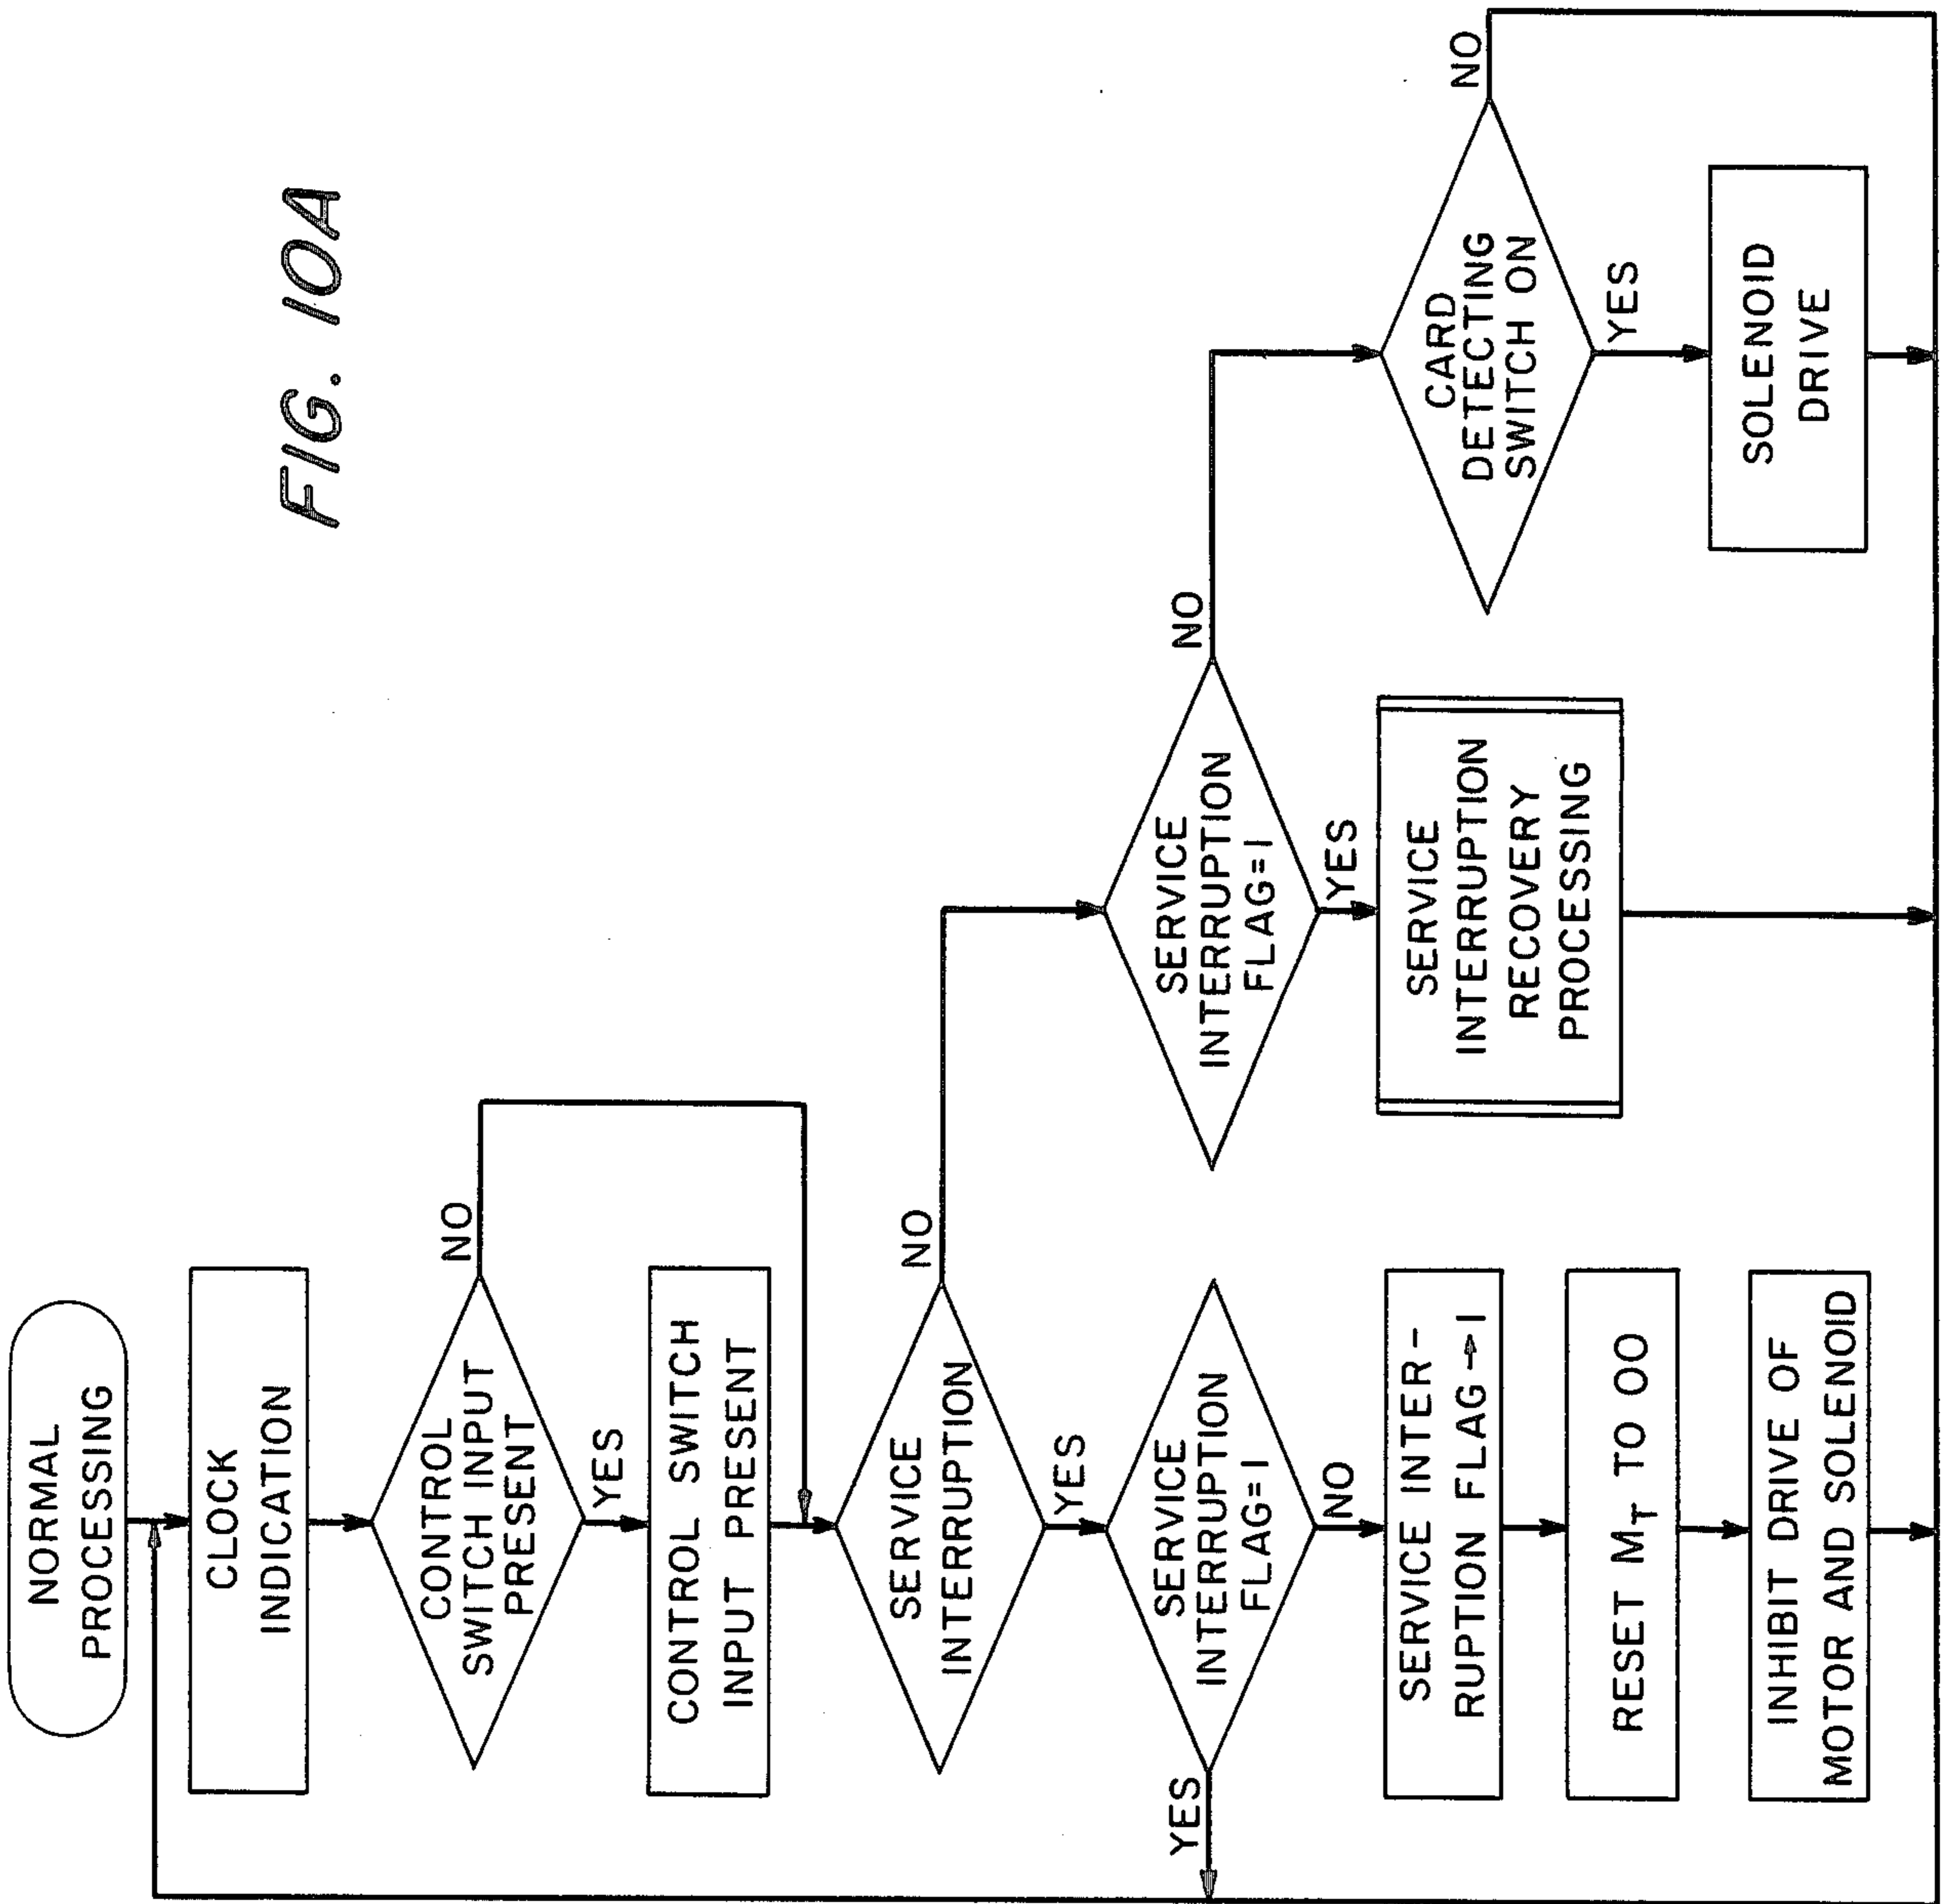 FIG. 10A
NORMAL
PROCESSING
CLOCK
INDICATION
CONTROL
SWITCH INPUT
PRESENT
NO
YES
CONTROL SWITCH
INPUT PRESENT
SERVICE
INTERRUPTION
NO
YES
SERVICE
INTERRUPTION
FLAG=1
YES
NO
SERVICE INTER-
RUPTION FLAG→1
RESET MT TO 00
INHIBIT DRIVE OF
MOTOR AND SOLENOID
SERVICE
INTERRUPTION
FLAG=1
NO
YES
SERVICE
INTERRUPTION
RECOVERY
PROCESSING
CARD
DETECTING
SWITCH ON
NO
YES
SOLENOID
DRIVE